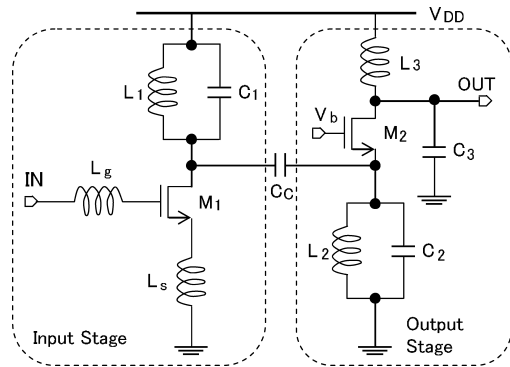 VDD
L1
C1
L3
OUT
Vb
M2
C3
IN
Lg
M1
CC
Ls
L2
C2
Input Stage
Output
Stage